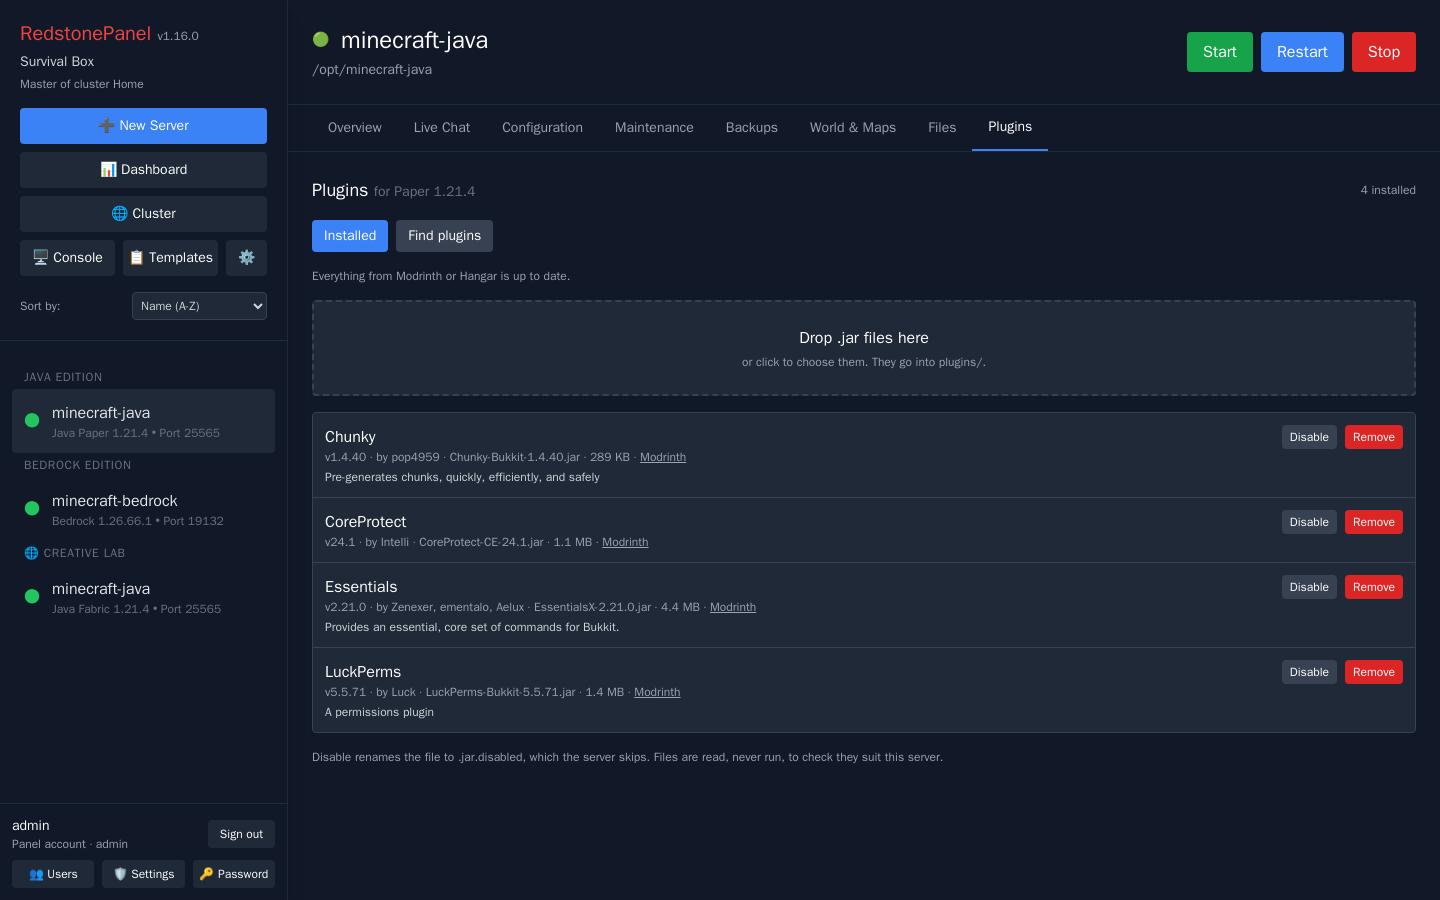 RedstonePanel v1.16.0
Survival Box
Master of cluster Home
➕ New Server
📊 Dashboard
🌐 Cluster
🖥️ Console
📋 Templates
⚙️
Sort by:
Name (A-Z)
JAVA EDITION
minecraft-java
Java Paper 1.21.4 • Port 25565
BEDROCK EDITION
minecraft-bedrock
Bedrock 1.26.66.1 • Port 19132
🌐 CREATIVE LAB
minecraft-java
Java Fabric 1.21.4 • Port 25565
admin
Panel account · admin
Sign out
👥 Users
🛡️ Settings
🔑 Password
minecraft-java
/opt/minecraft-java
Start
Restart
Stop
Overview
Live Chat
Configuration
Maintenance
Backups
World & Maps
Files
Plugins
Plugins for Paper 1.21.4
4 installed
Installed
Find plugins
Everything from Modrinth or Hangar is up to date.
Drop .jar files here
or click to choose them. They go into plugins/.
Chunky
v1.4.40 · by pop4959 · Chunky-Bukkit-1.4.40.jar · 289 KB · Modrinth
Pre-generates chunks, quickly, efficiently, and safely
Disable
Remove
CoreProtect
v24.1 · by Intelli · CoreProtect-CE-24.1.jar · 1.1 MB · Modrinth
Disable
Remove
Essentials
v2.21.0 · by Zenexer, ementalo, Aelux · EssentialsX-2.21.0.jar · 4.4 MB · Modrinth
Provides an essential, core set of commands for Bukkit.
Disable
Remove
LuckPerms
v5.5.71 · by Luck · LuckPerms-Bukkit-5.5.71.jar · 1.4 MB · Modrinth
A permissions plugin
Disable
Remove
Disable renames the file to .jar.disabled, which the server skips. Files are read, never run, to check they suit this server.